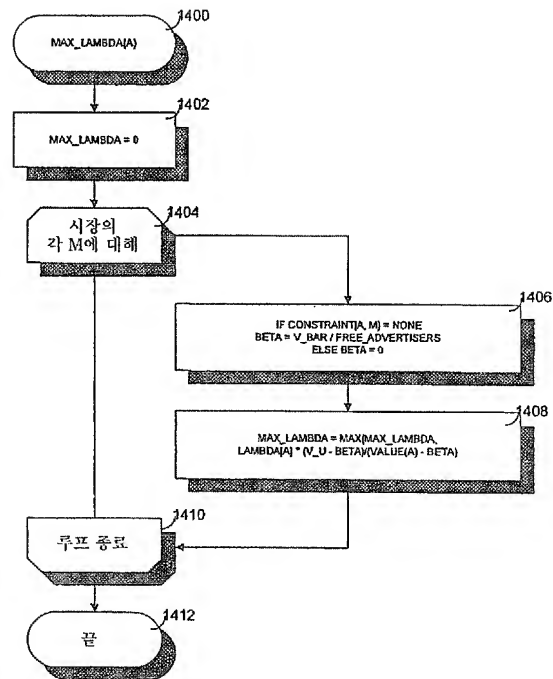 1400
MAX_LAMBDA(A)
1402
MAX_LAMBDA = 0
1404
시장의
각 M에 대해
1406
IF CONSTRAINT(A, M) = NONE
BETA = V_BAR / FREE_ADVERTISERS
ELSE BETA = 0
1408
MAX_LAMBDA = MAX(MAX_LAMBDA,
LAMBDA[A] * (V_U - BETA)/(VALUE(A) - BETA)
1410
루프 종료
1412
끝